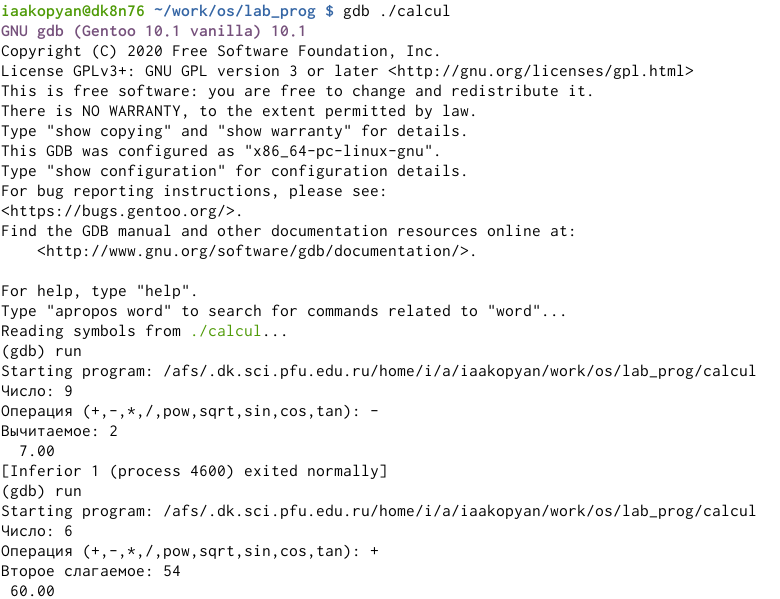 iaakopyan@dk8n76 ~/work/os/lab_prog $ gdb ./calcul
GNU gdb (Gentoo 10.1 vanilla) 10.1
Copyright (C) 2020 Free Software Foundation, Inc.
License GPLv3+: GNU GPL version 3 or later <http://gnu.org/licenses/gpl.html>
This is free software: you are free to change and redistribute it.
There is NO WARRANTY, to the extent permitted by law.
Type "show copying" and "show warranty" for details.
This GDB was configured as "x86_64-pc-linux-gnu".
Type "show configuration" for configuration details.
For bug reporting instructions, please see:
<https://bugs.gentoo.org/>.
Find the GDB manual and other documentation resources online at:
    <http://www.gnu.org/software/gdb/documentation/>.

For help, type "help".
Type "apropos word" to search for commands related to "word"...
Reading symbols from ./calcul...
(gdb) run
Starting program: /afs/.dk.sci.pfu.edu.ru/home/i/a/iaakopyan/work/os/lab_prog/calcul
Число: 9
Операция (+,-,*,/,pow,sqrt,sin,cos,tan): -
Вычитаемое: 2
  7.00
[Inferior 1 (process 4600) exited normally]
(gdb) run
Starting program: /afs/.dk.sci.pfu.edu.ru/home/i/a/iaakopyan/work/os/lab_prog/calcul
Число: 6
Операция (+,-,*,/,pow,sqrt,sin,cos,tan): +
Второе слагаемое: 54
 60.00